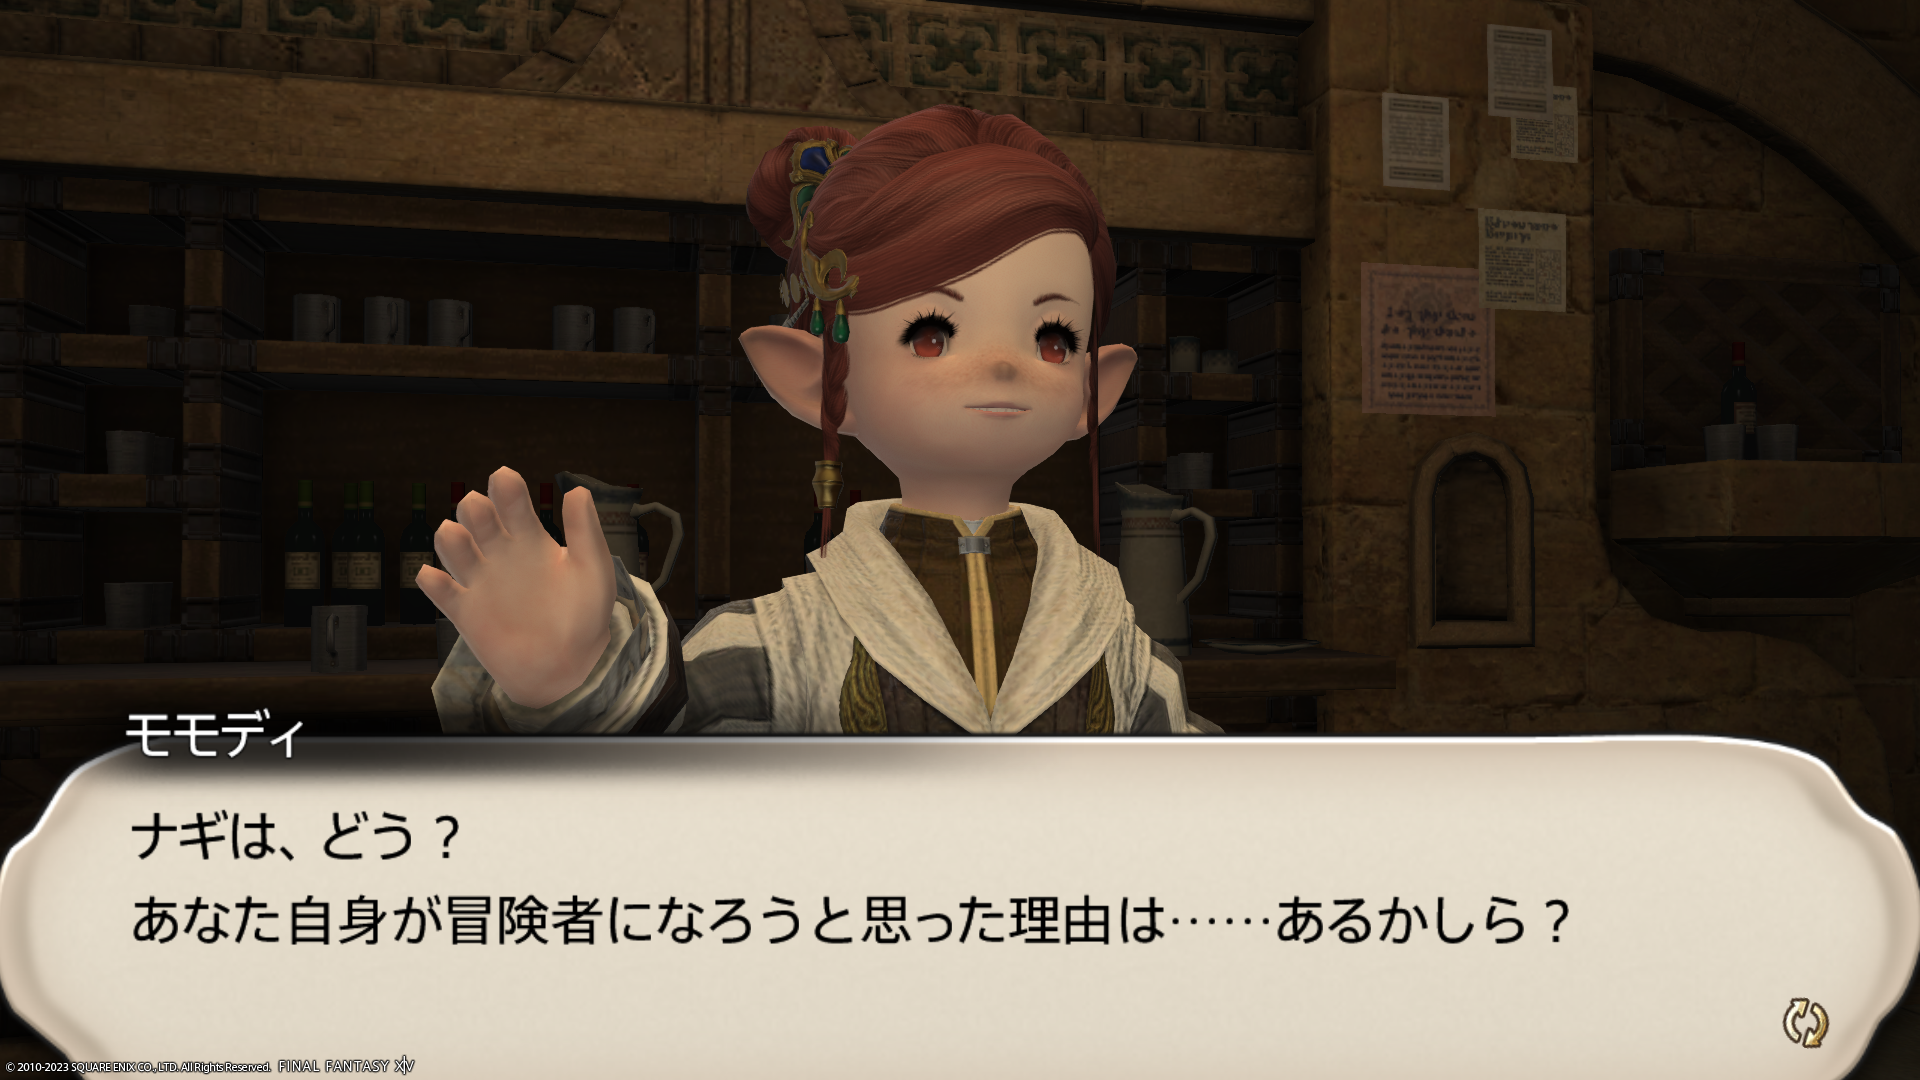 モモディ
ナギは、どう？
あなた自身が冒険者になろうと思った理由は……あるかしら？
© 2010-2023 SQUARE ENIX CO., LTD. All Rights Reserved. FINAL FANTASY XIV